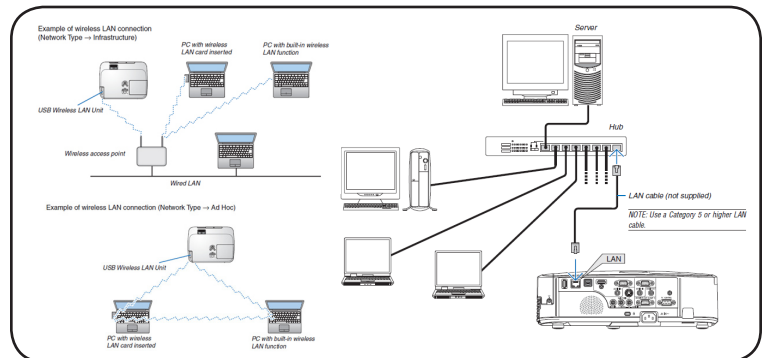 Example of wireless LAN connection
(Network Type → Infrastructure)
PC with wireless
LAN card inserted
PC with built-in wireless
LAN function
USB Wireless LAN Unit
Wireless access point
Wired LAN
Example of wireless LAN connection (Network Type → Ad Hoc)
USB Wireless LAN Unit
PC with wireless
LAN card inserted
PC with built-in wireless
LAN function
Server
Hub
LAN cable (not supplied)
NOTE: Use a Category 5 or higher LAN
cable.
LAN